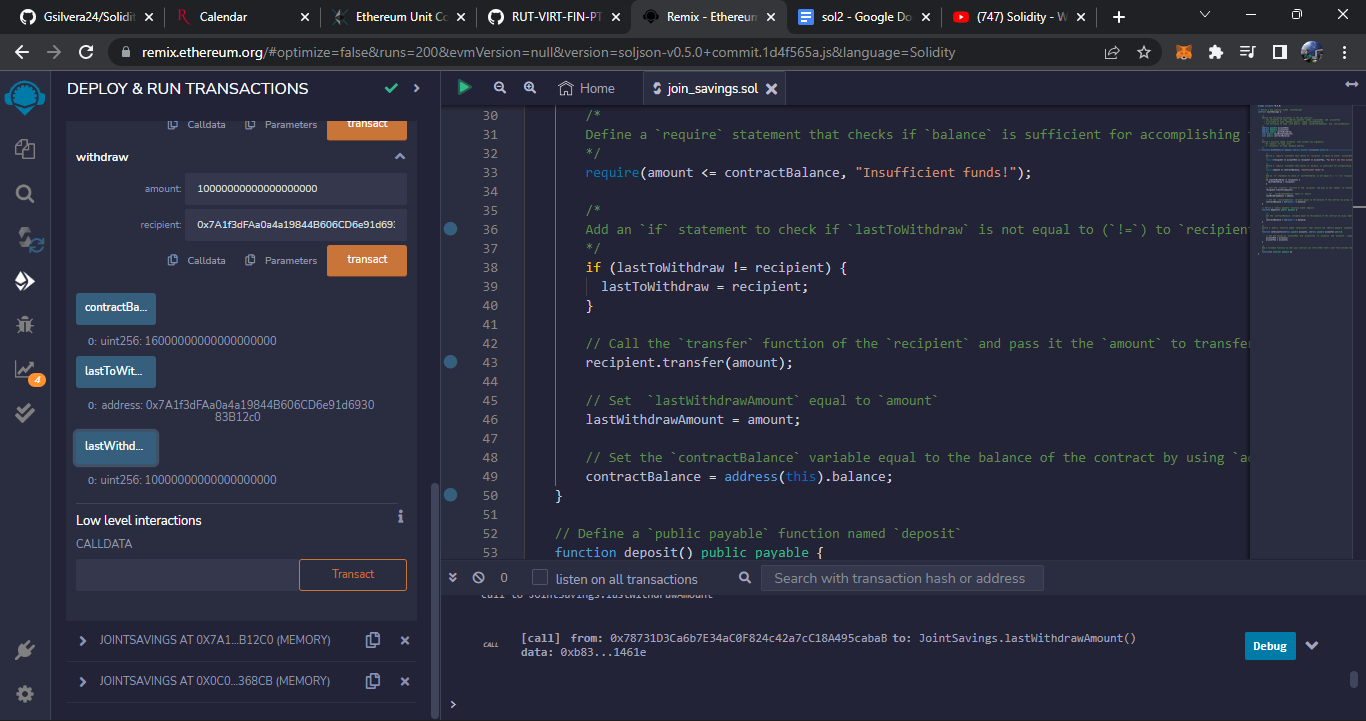 Gsilvera24/Solidit
Calendar
Ethereum Unit Co
RUT-VIRT-FIN-PT
Remix - Ethereum
sol2 - Google Do
(747) Solidity - W
remix.ethereum.org/#optimize=false&runs=200&evmVersion=null&version=soljson-v0.5.0+commit.1d4f565a.js&language=Solidity
DEPLOY & RUN TRANSACTIONS
Calldata Parameters transact
withdraw
amount: 10000000000000000000
recipient: 0x7A1f3dFAa0a4a19844B606CD6e91d69:
Calldata Parameters transact
contractBa...
0: uint256: 16000000000000000000
lastToWit...
0: address: 0x7A1f3dFAa0a4a19844B606CD6e91d6930
83B12c0
lastWithd...
0: uint256: 10000000000000000000
Low level interactions
CALLDATA
Transact
JOINTSAVINGS AT 0X7A1...B12C0 (MEMORY)
JOINTSAVINGS AT 0X0C0...368CB (MEMORY)
4
Home
join_savings.sol
30 /*
31 Define a `require` statement that checks if `balance` is sufficient for accomplishing
32 */
33 require(amount <= contractBalance, "Insufficient funds!");
34
35 /*
36 Add an `if` statement to check if `lastToWithdraw` is not equal to (`!=`) to `recipien
37 */
38 if (lastToWithdraw != recipient) {
39 lastToWithdraw = recipient;
40 }
41
42 // Call the `transfer` function of the `recipient` and pass it the `amount` to transfe
43 recipient.transfer(amount);
44
45 // Set  `lastWithdrawAmount` equal to `amount`
46 lastWithdrawAmount = amount;
47
48 // Set the `contractBalance` variable equal to the balance of the contract by using `a
49 contractBalance = address(this).balance;
50 }
51
52 // Define a `public payable` function named `deposit`
53 function deposit() public payable {
0
listen on all transactions
Search with transaction hash or address
call to JointSavings.lastWithdrawAmount
CALL
[call] from: 0x78731D3Ca6b7E34aC0F824c42a7cC18A495cabaB to: JointSavings.lastWithdrawAmount()
data: 0xb83...1461e
Debug
>